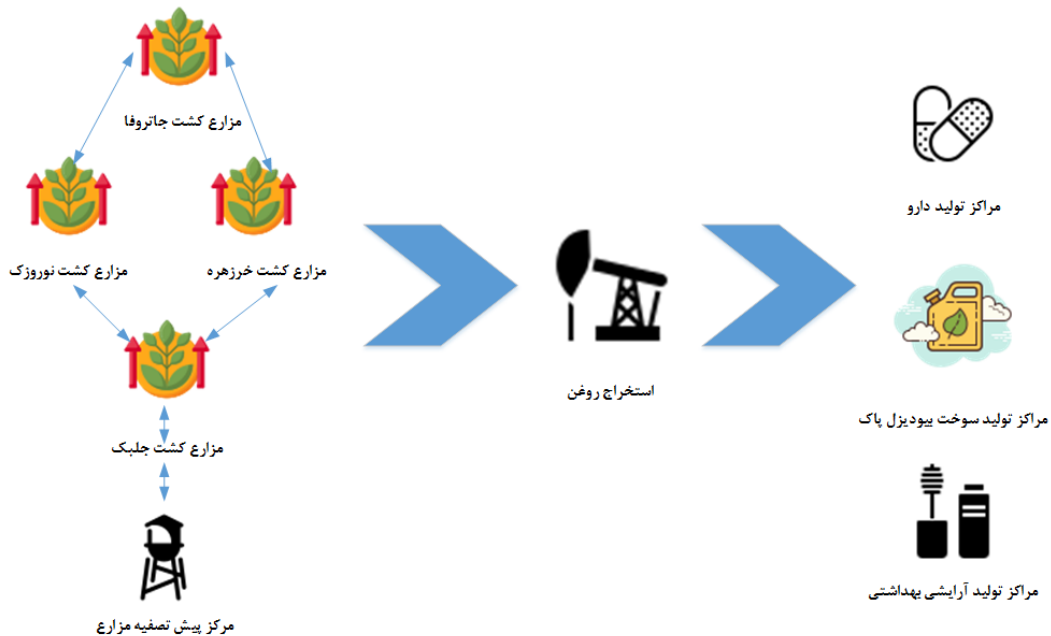 مزارع کشت جاتروفا
مزارع کشت خرزهره
مزارع کشت نوروزک
مزارع کشت جلبک
مرکز پیش تصفیه مزارع
استخراج روغن
مراکز تولید دارو
مراکز تولید سوخت بیودیزل پاک
مراکز تولید آرایشی بهداشتی